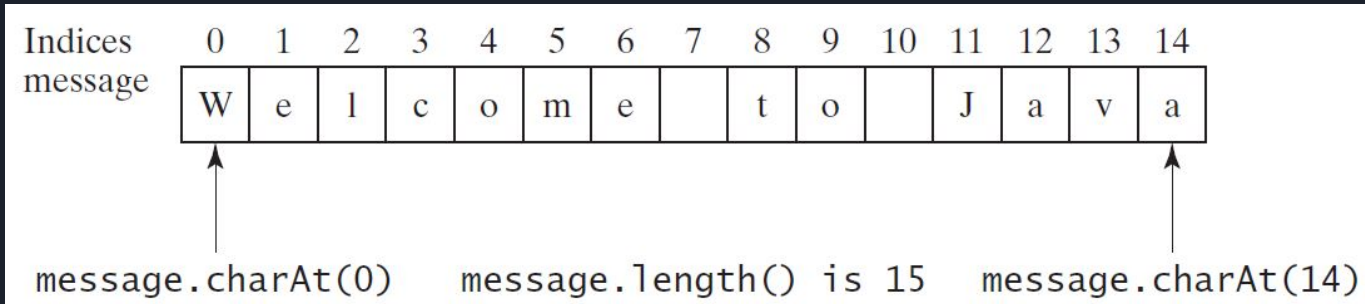 Indices 0 1 2 3 4 5 6 7 8 9 10 11 12 13 14
message W e l c o m e t o J a v a
message.charAt(0) message.length() is 15 message.charAt(14)